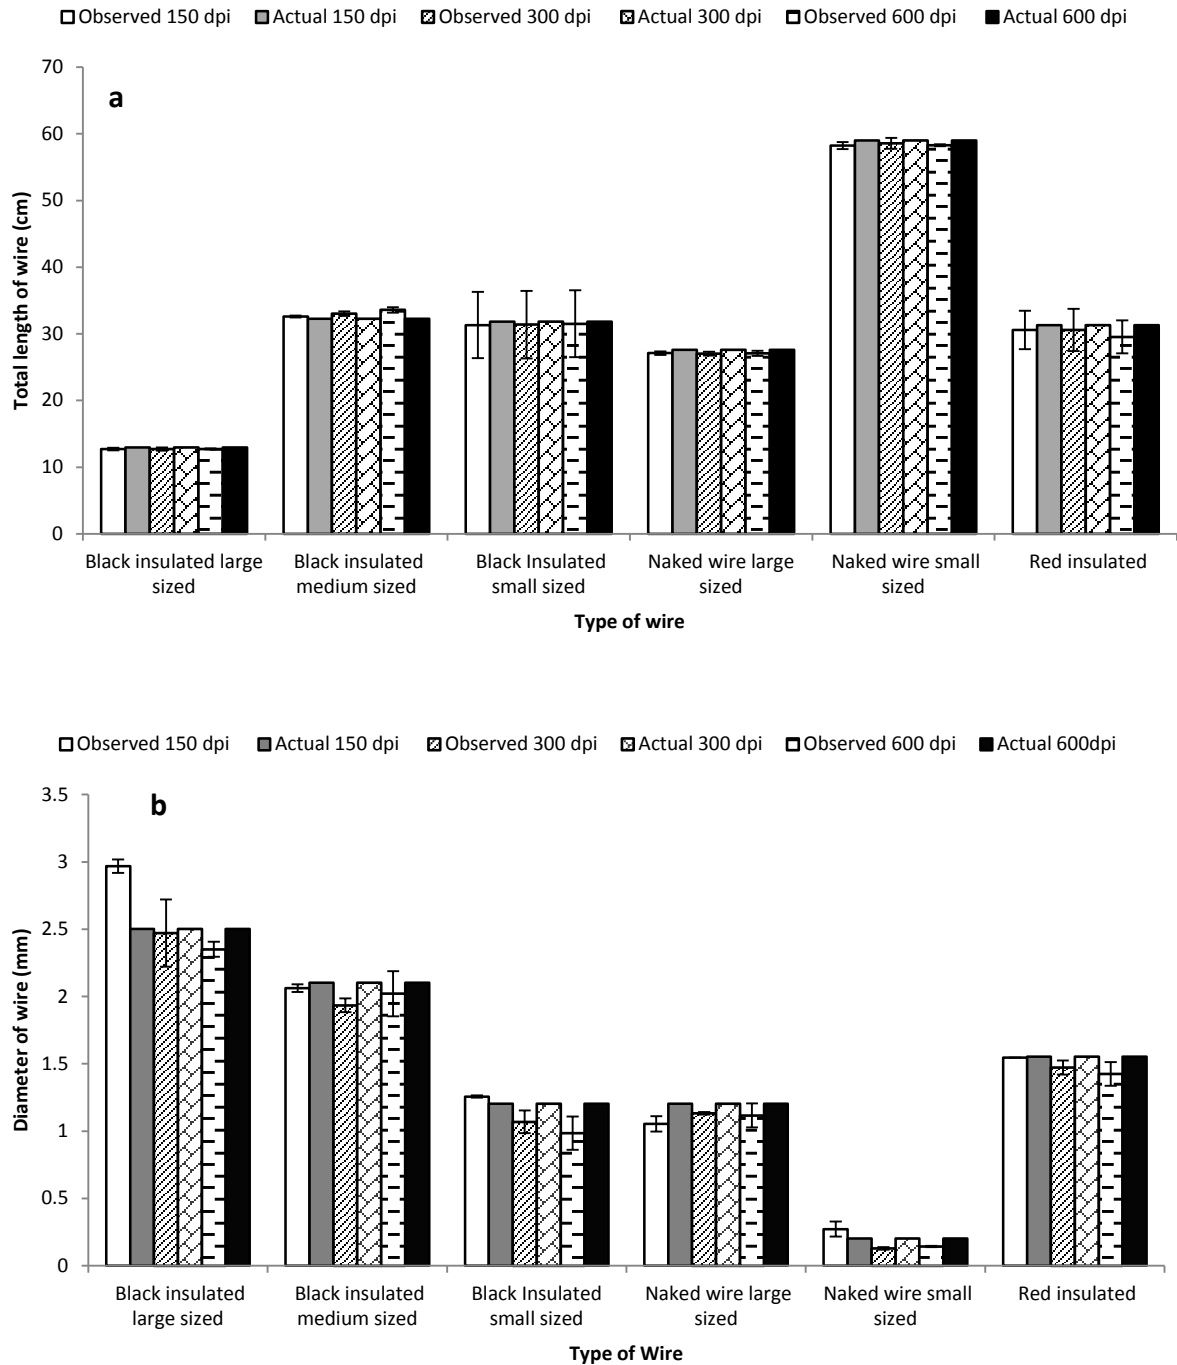 Observed 150 dpi Actual 150 dpi Observed 300 dpi Actual 300 dpi Observed 600 dpi Actual 600 dpi
a
70
60
50
40
30
20
10
0
Total length of wire (cm)
Black insulated large sized
Black insulated medium sized
Black Insulated small sized
Naked wire large sized
Naked wire small sized
Red insulated
Type of wire
Observed 150 dpi Actual 150 dpi Observed 300 dpi Actual 300 dpi Observed 600 dpi Actual 600dpi
b
3.5
3
2.5
2
1.5
1
0.5
0
Diameter of wire (mm)
Black insulated large sized
Black insulated medium sized
Black Insulated small sized
Naked wire large sized
Naked wire small sized
Red insulated
Type of Wire